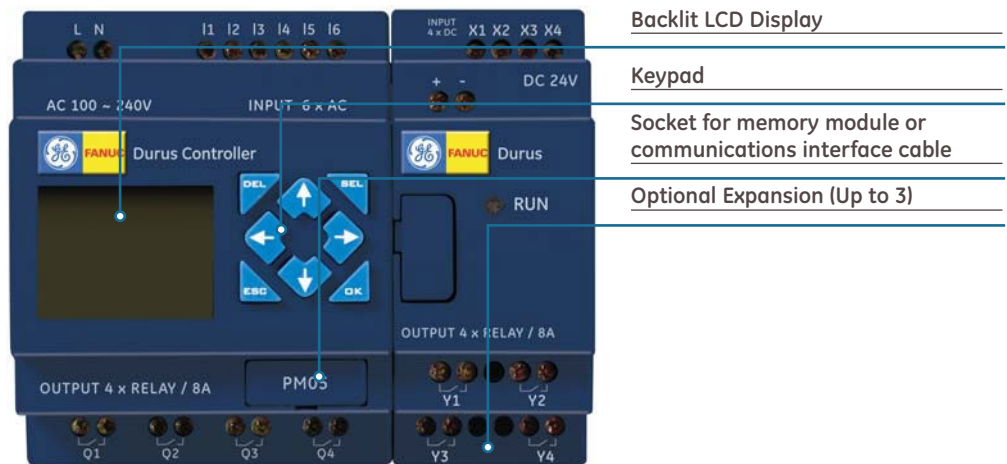 L N I1 I2 I3 I4 I5 I6
INPUT
4 x DC
X1 X2 X3 X4
+ - DC 24V
AC 100 ~ 240V INPUT 6 x AC
GE FANUC Durus Controller
GE FANUC Durus
DEL SEL
RUN
ESC OK
OUTPUT 4 x RELAY / 8A
Y1 Y2
OUTPUT 4 x RELAY / 8A PM05
Q1 Q2 Q3 Q4
Y3 Y4
Backlit LCD Display
Keypad
Socket for memory module or
communications interface cable
Optional Expansion (Up to 3)